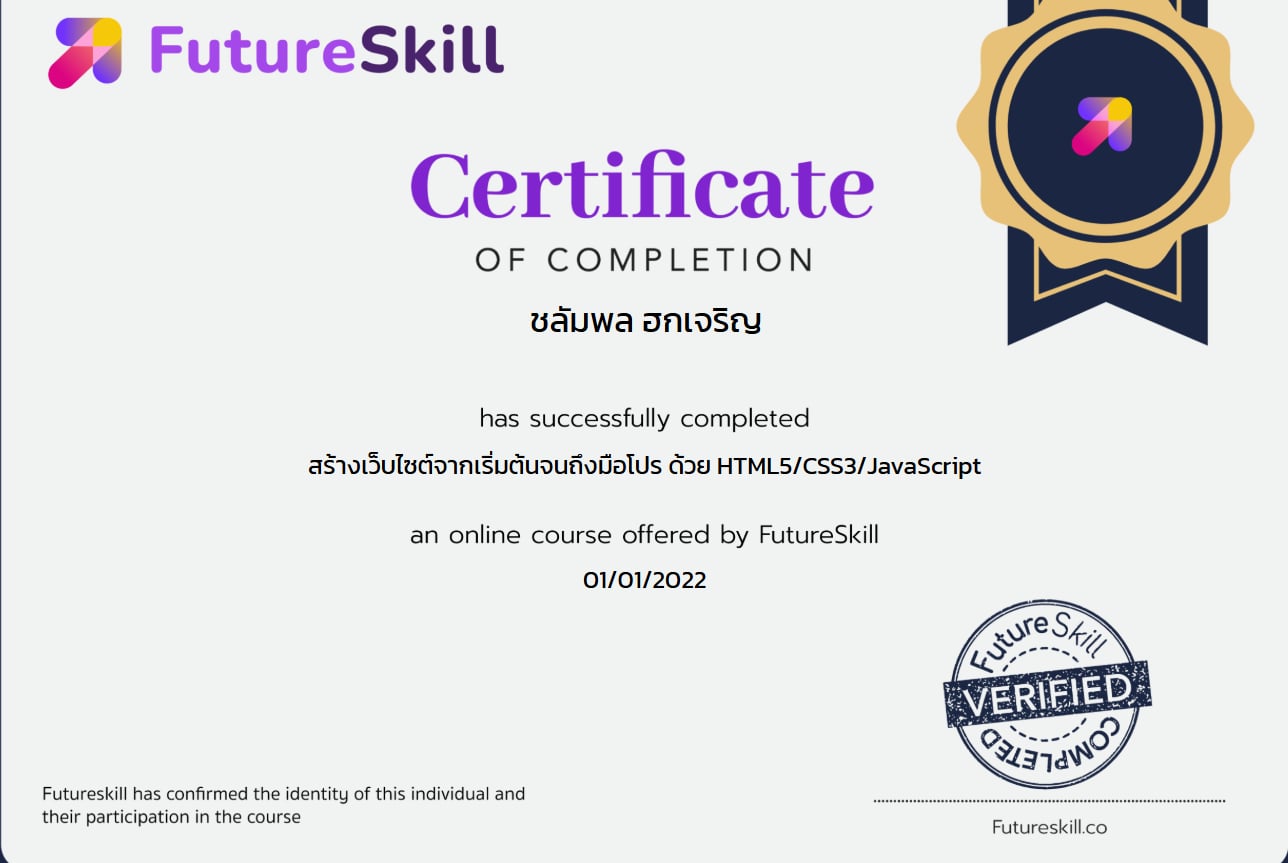 FutureSkill
Certificate
OF COMPLETION
ชลัมพล ฮกเจริญ
has successfully completed
สร้างเว็บไซต์จากเริ่มต้นจนถึงมือโปร ด้วย HTML5/CSS3/JavaScript
an online course offered by FutureSkill
01/01/2022
FutureSkill
VERIFIED
COMPLETED
Futureskill has confirmed the identity of this individual and
their participation in the course
Futureskill.co